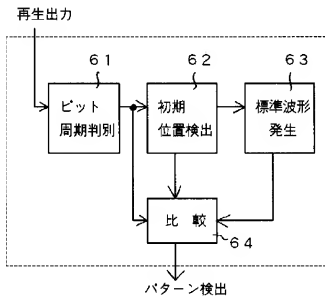 再生出力
61
62
63
ピット
周期判別
初期
位置検出
標準波形
発生
比 較
64
パターン検出